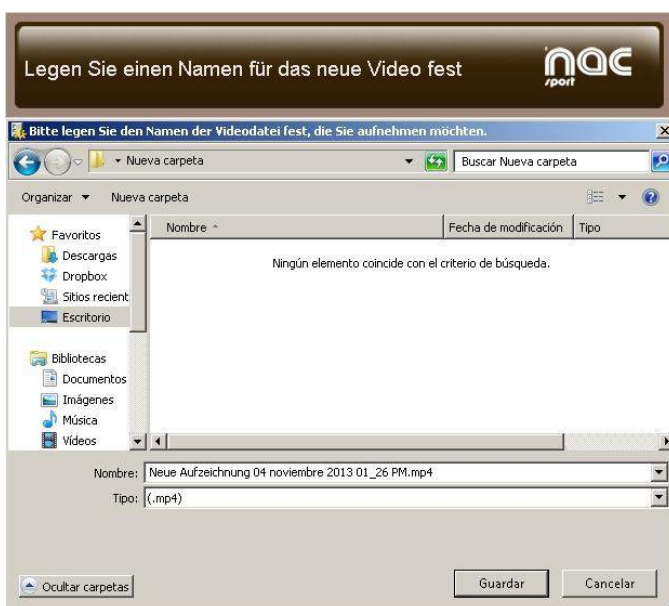 Legen Sie einen Namen für das neue Video fest
nac
sport
Bitte legen Sie den Namen der Videodatei fest, die Sie aufnehmen möchten.
Nueva carpeta
Buscar Nueva carpeta
Organizar
Nueva carpeta
Nombre
Fecha de modificación
Tipo
Favoritos
Descargas
Dropbox
Sitios recient
Escritorio
Bibliotecas
Documentos
Imágenes
Música
Vídeos
Ningún elemento coincide con el criterio de búsqueda.
Nombre: Neue Aufzeichnung 04 noviembre 2013 01_26 PM.mp4
Tipo: (.mp4)
Ocultar carpetas
Guardar
Cancelar